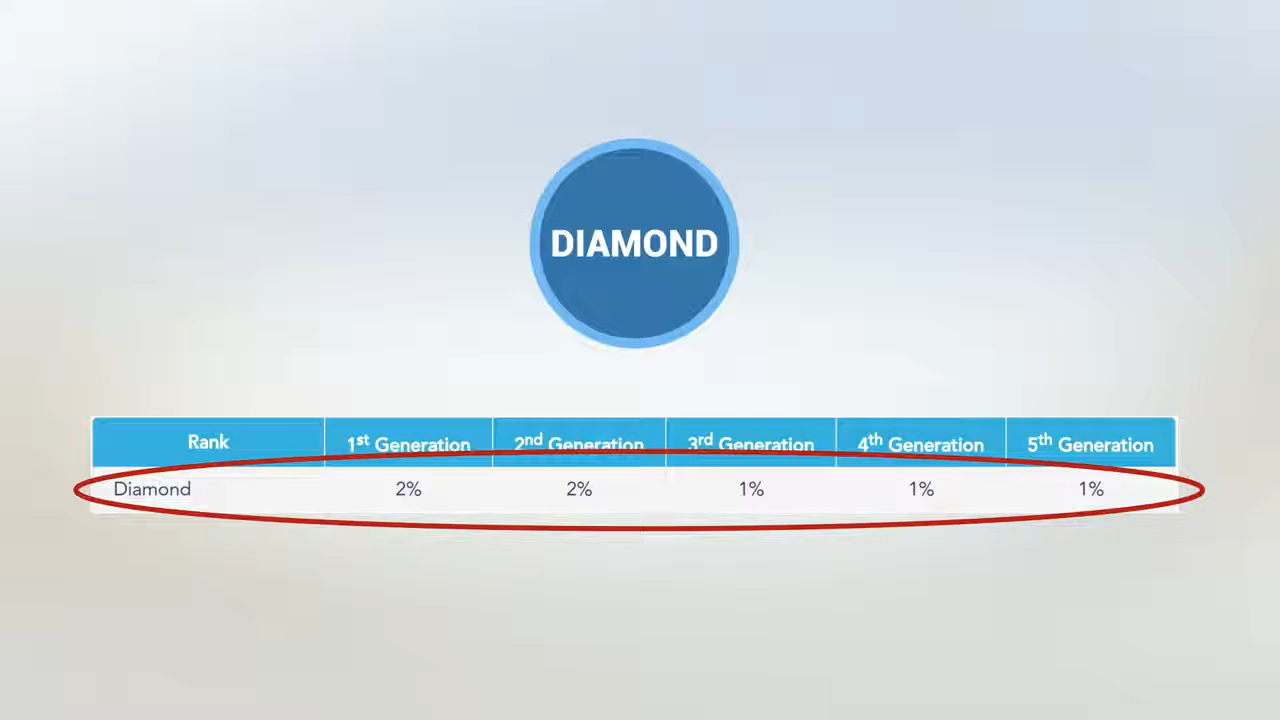 DIAMOND
Rank 1st Generation 2nd Generation 3rd Generation 4th Generation 5th Generation
Diamond 2% 2% 1% 1% 1%